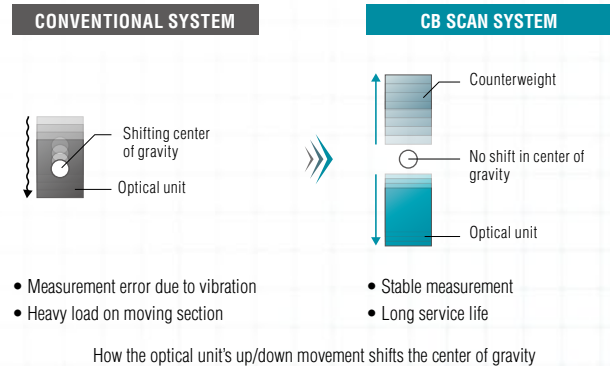 CONVENTIONAL SYSTEM
Shifting center
of gravity
Optical unit
• Measurement error due to vibration
• Heavy load on moving section
CB SCAN SYSTEM
Counterweight
No shift in center of
gravity
Optical unit
• Stable measurement
• Long service life
How the optical unit's up/down movement shifts the center of gravity